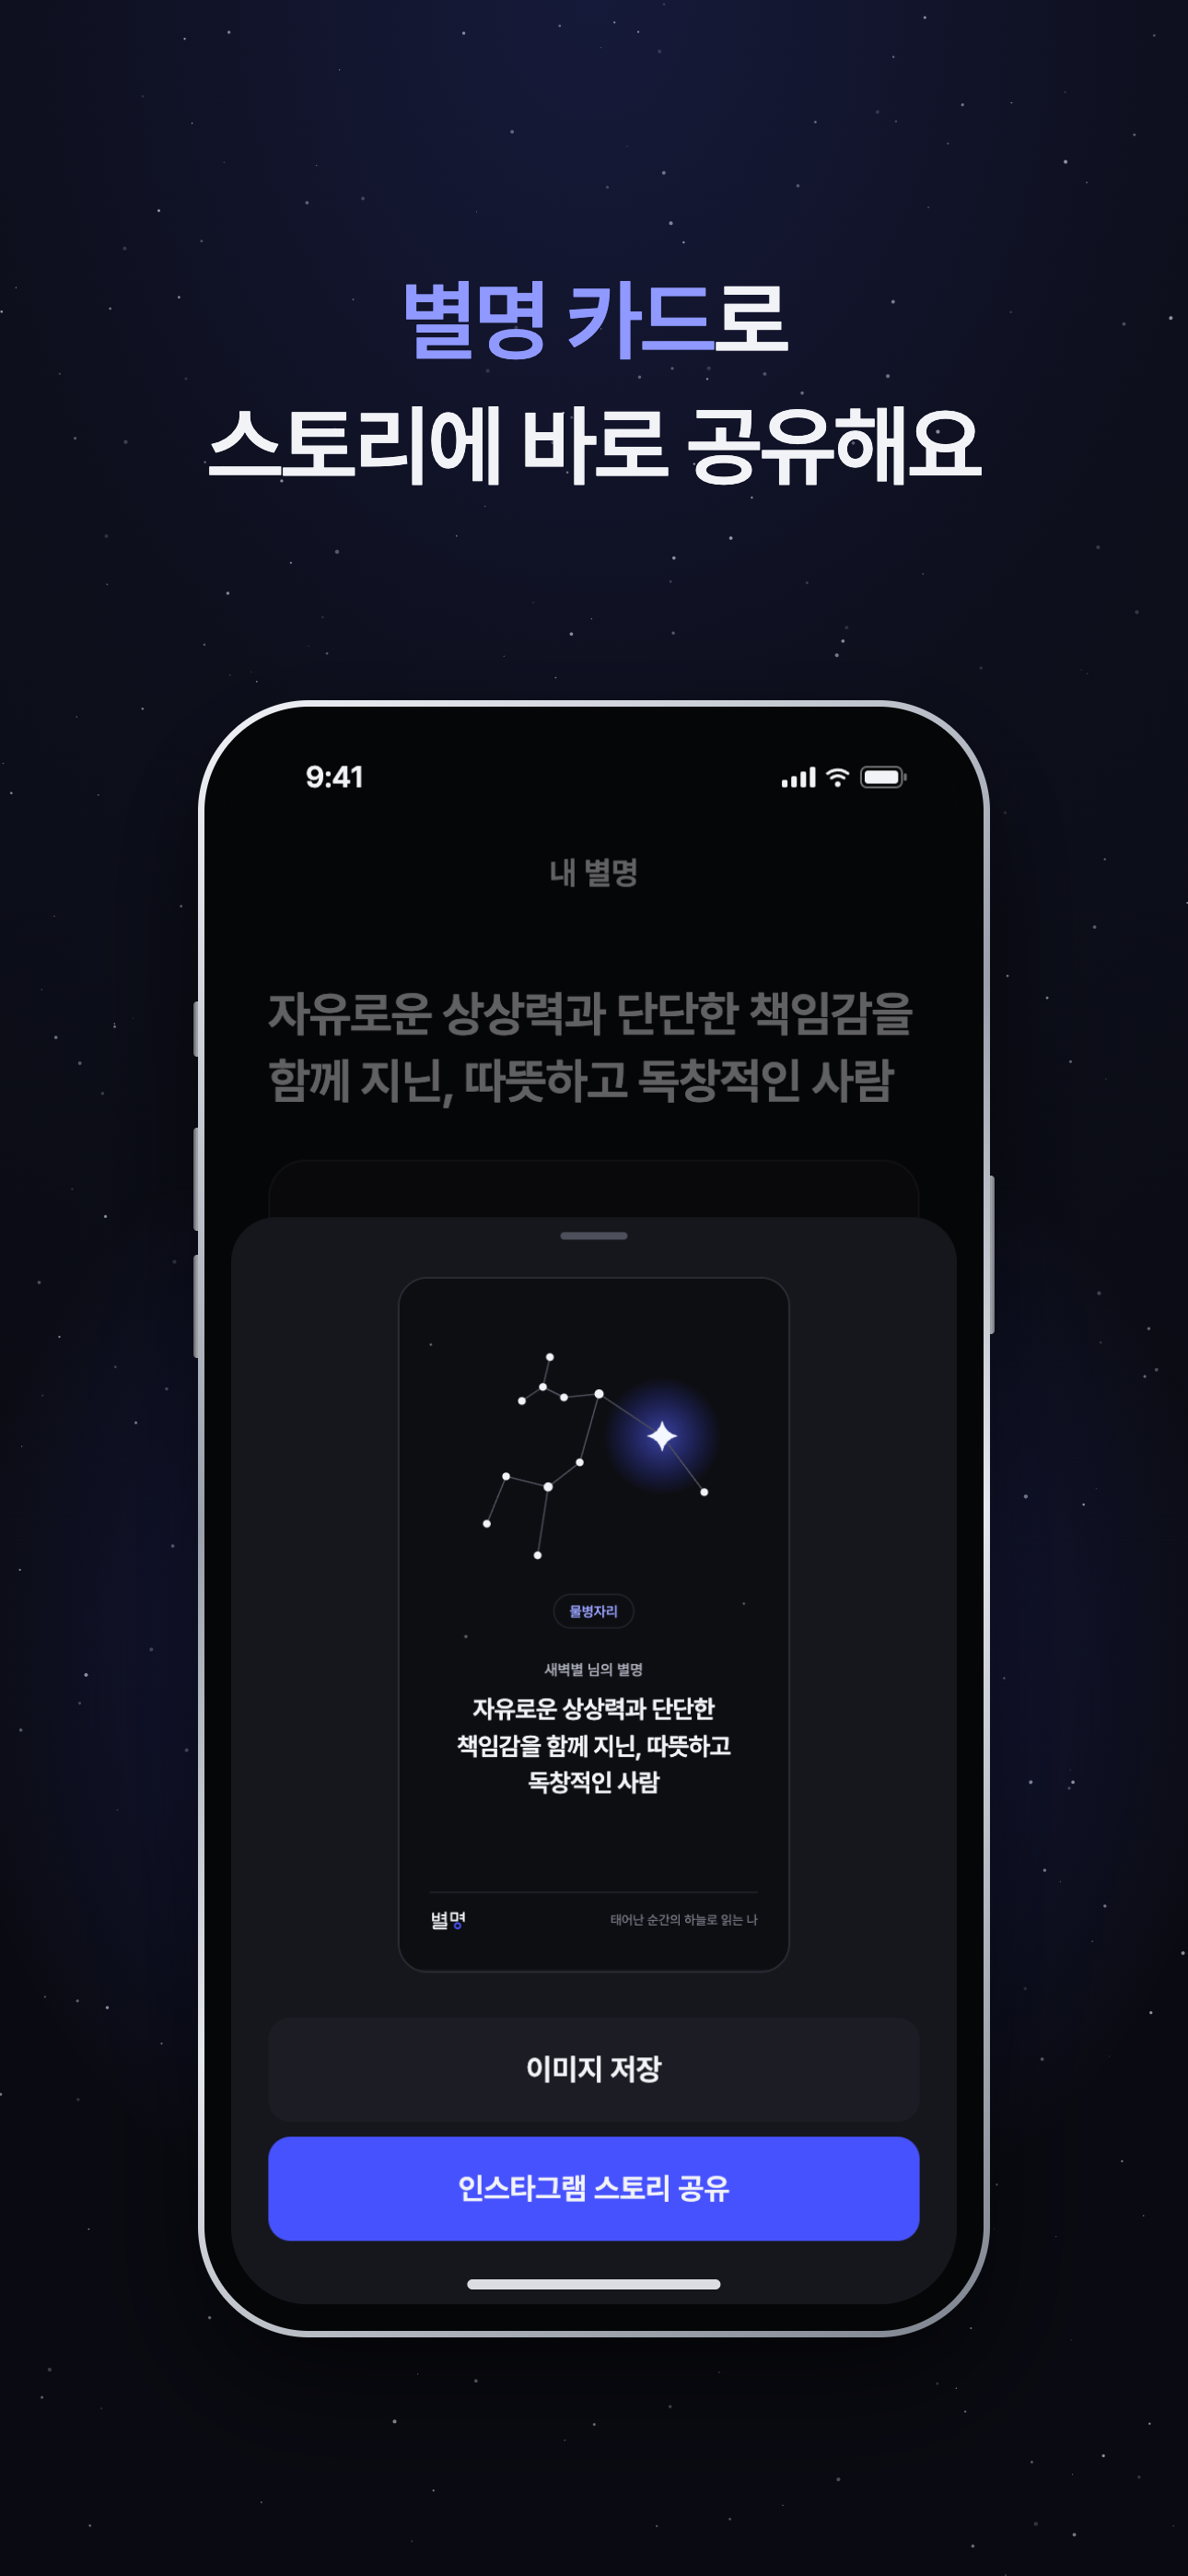 별명 카드로
스토리에 바로 공유해요
9:41
내 별명
자유로운 상상력과 단단한 책임감을
함께 지닌, 따뜻하고 독창적인 사람
물병자리
새벽별 님의 별명
자유로운 상상력과 단단한
책임감을 함께 지닌, 따뜻하고
독창적인 사람
별명
태어난 순간의 하늘로 읽는 나
이미지 저장
인스타그램 스토리 공유